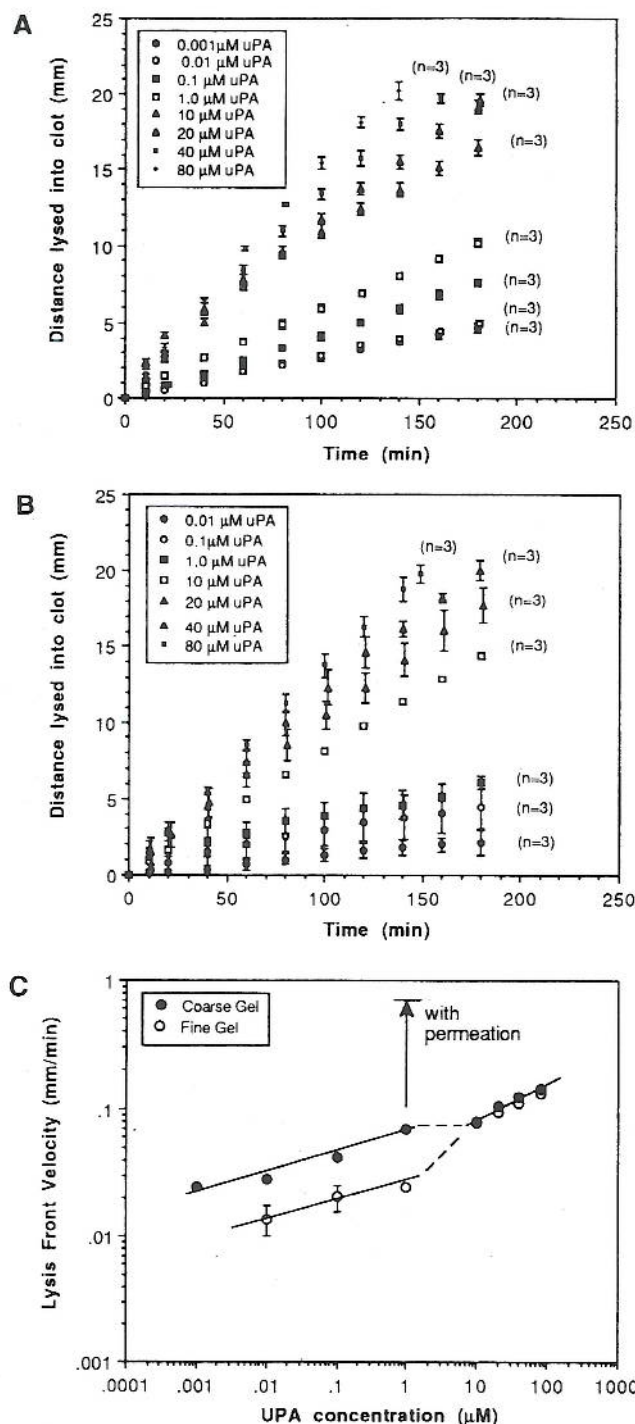 A
Distance lysed into clot (mm)
25
20
15
10
5
0
0.001µM uPA
0.01 µM uPA
0.1 µM uPA
1.0 µM uPA
10 µM uPA
20 µM uPA
40 µM uPA
80 µM uPA
(n=3)
(n=3)
(n=3)
(n=3)
(n=3)
(n=3)
(n=3)
(n=3)
0 50 100 150 200 250
Time (min)
B
Distance lysed into clot (mm)
25
20
15
10
5
0
0.01 µM uPA
0.1µM uPA
1.0 µM uPA
10 µM uPA
20 µM uPA
40 µM uPA
80 µM uPA
(n=3)
(n=3)
(n=3)
(n=3)
(n=3)
(n=3)
(n=3)
0 50 100 150 200 250
Time (min)
C
Lysis Front Velocity (mm/min)
1
.1
.01
.001
Coarse Gel
Fine Gel
with
permeation
.0001 .001 .01 .1 1 10 100 1000
UPA concentration (µM)